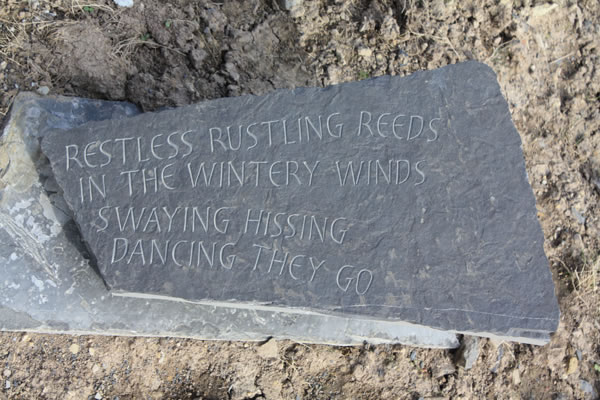 RESTLESS RUSTLING REEDS
IN THE WINTERY WINDS
SWAYING HISSING
DANCING THEY GO